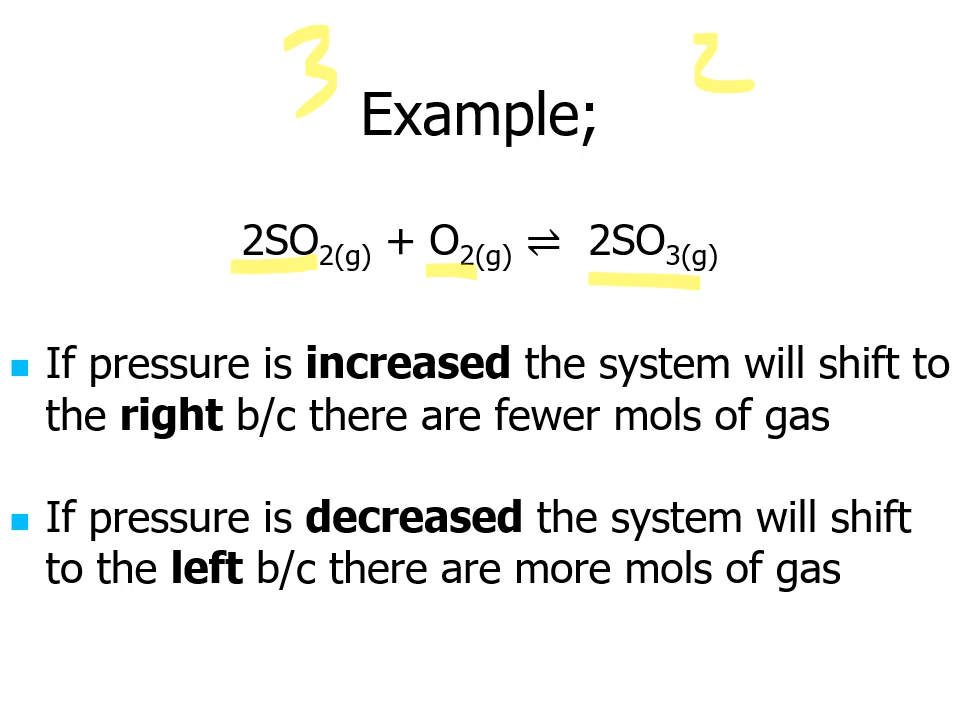 3 2
Example;
2SO₂(g) + O₂(g) ⇌ 2SO₃(g)
If pressure is increased the system will shift to
the right b/c there are fewer mols of gas
If pressure is decreased the system will shift
to the left b/c there are more mols of gas